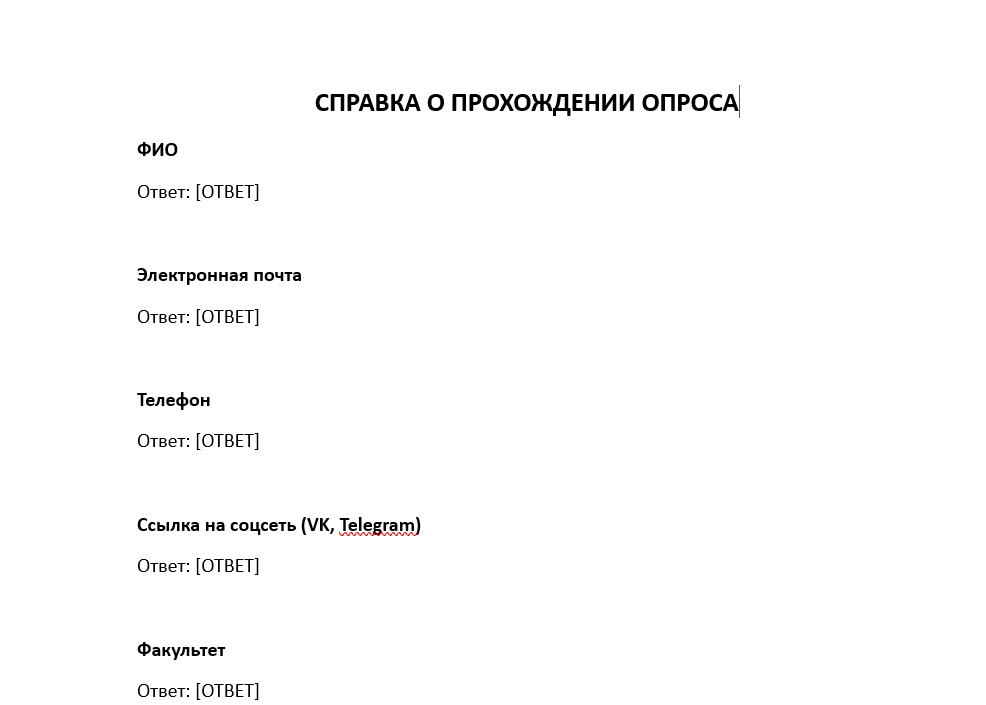 СПРАВКА О ПРОХОЖДЕНИИ ОПРОСА
ФИО
Ответ: [ОТВЕТ]
Электронная почта
Ответ: [ОТВЕТ]
Телефон
Ответ: [ОТВЕТ]
Ссылка на соцсеть (VK, Telegram)
Ответ: [ОТВЕТ]
Факультет
Ответ: [ОТВЕТ]